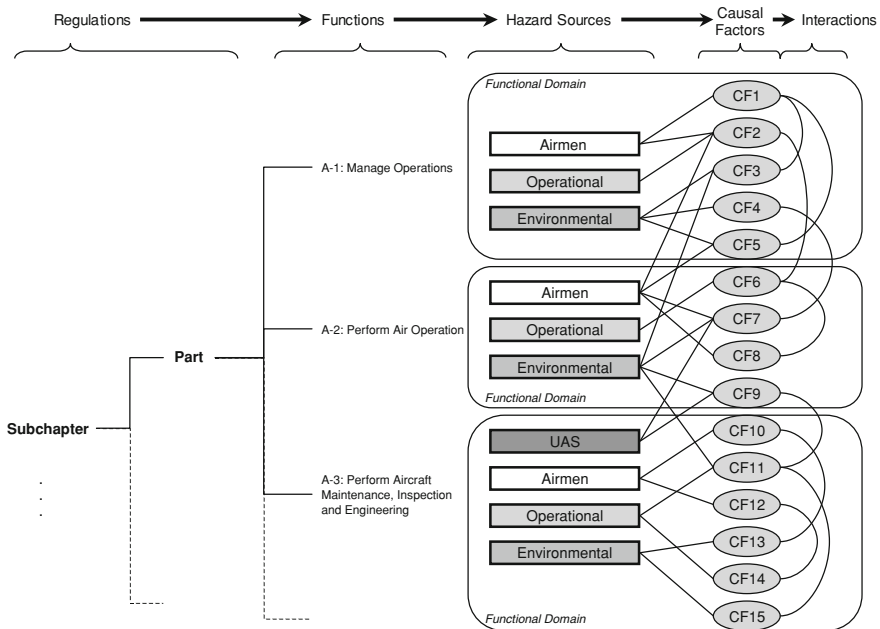 Regulations
Functions
Hazard Sources
Causal
Factors
Interactions
Functional Domain
Airmen
Operational
Environmental
CF1
CF2
CF3
CF4
CF5
A-1: Manage Operations
Airmen
Operational
Environmental
Functional Domain
CF6
CF7
CF8
CF9
A-2: Perform Air Operation
Part
Subchapter
.
.
.
UAS
Airmen
Operational
Environmental
Functional Domain
CF10
CF11
CF12
CF13
CF14
CF15
A-3: Perform Aircraft
Maintenance, Inspection
and Engineering